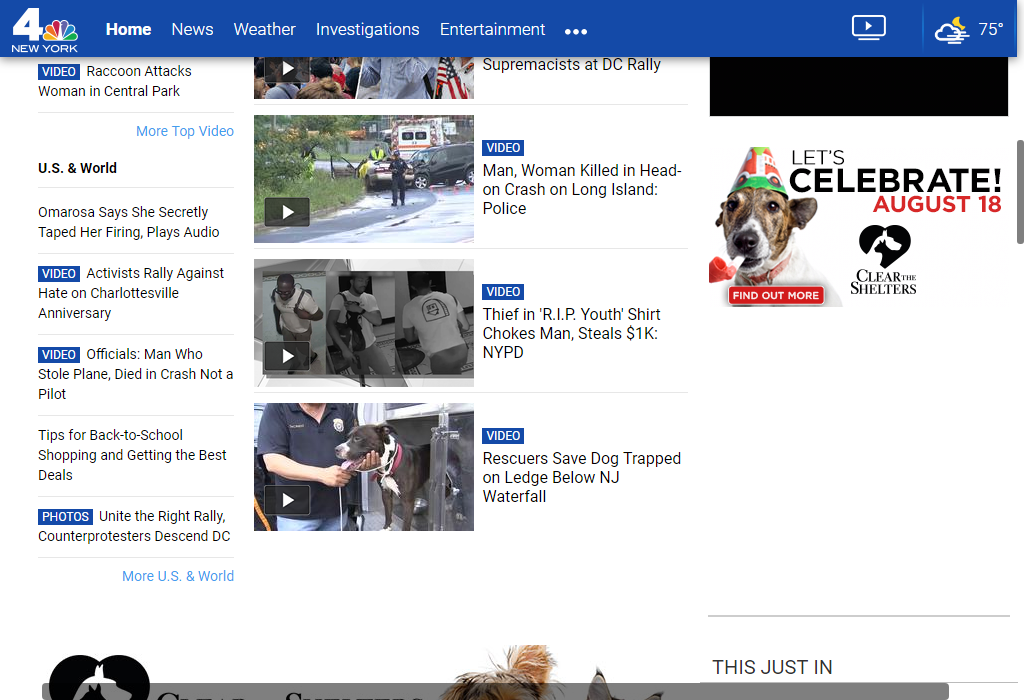 4
NEW YORK
Home News Weather Investigations Entertainment ••• 75°
VIDEO Raccoon Attacks
Woman in Central Park
More Top Video
U.S. & World
Omarosa Says She Secretly
Taped Her Firing, Plays Audio
VIDEO Activists Rally Against
Hate on Charlottesville
Anniversary
VIDEO Officials: Man Who
Stole Plane, Died in Crash Not a
Pilot
Tips for Back-to-School
Shopping and Getting the Best
Deals
PHOTOS Unite the Right Rally,
Counterprotesters Descend DC
More U.S. & World
Supremacists at DC Rally
VIDEO
Man, Woman Killed in Head-
on Crash on Long Island:
Police
VIDEO
Thief in 'R.I.P. Youth' Shirt
Chokes Man, Steals $1K:
NYPD
VIDEO
Rescuers Save Dog Trapped
on Ledge Below NJ
Waterfall
LET'S
CELEBRATE!
AUGUST 18
CLEAR THE
SHELTERS
FIND OUT MORE
THIS JUST IN